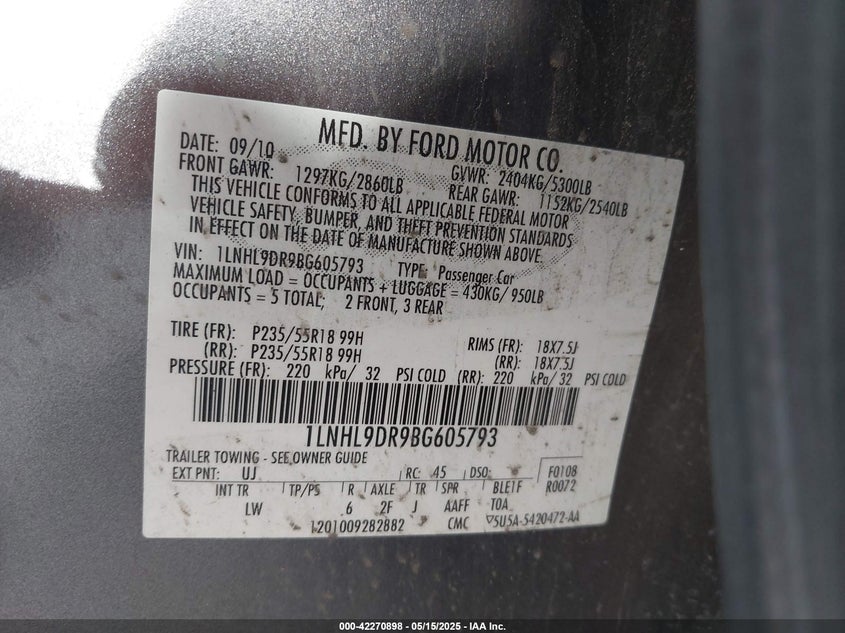 MFD. BY FORD MOTOR CO.
DATE: 09/10 GVWR: 2404KG/5300LB
FRONT GAWR: 1297KG/2860LB REAR GAWR: 1152KG/2540LB
THIS VEHICLE CONFORMS TO ALL APPLICABLE FEDERAL MOTOR
VEHICLE SAFETY, BUMPER, AND THEFT PREVENTION STANDARDS
IN EFFECT ON THE DATE OF MANUFACTURE SHOWN ABOVE.
VIN: 1LNHL9DR9BG605793 TYPE: Passenger Car
MAXIMUM LOAD = OCCUPANTS + LUGGAGE = 430KG/950LB
OCCUPANTS = 5 TOTAL; 2 FRONT, 3 REAR
TIRE (FR): P235/55R18 99H RIMS (FR): 18X7.5J
(RR): P235/55R18 99H (RR): 18X7.5J
PRESSURE (FR): 220 kPa/ 32 PSI COLD (RR): 220 kPa/ 32 PSI COLD
1LNHL9DR9BG605793
TRAILER TOWING - SEE OWNER GUIDE
EXT PNT: UJ RC: 45 DSO: F0108
INT TR TP/PS R AXLE TR SPR R0072
LW 6 2F J AAFF TOA
1201009282882 CMC 5U5A-5420472-AA
000-42270898 - 05/15/2025 - IAA Inc.